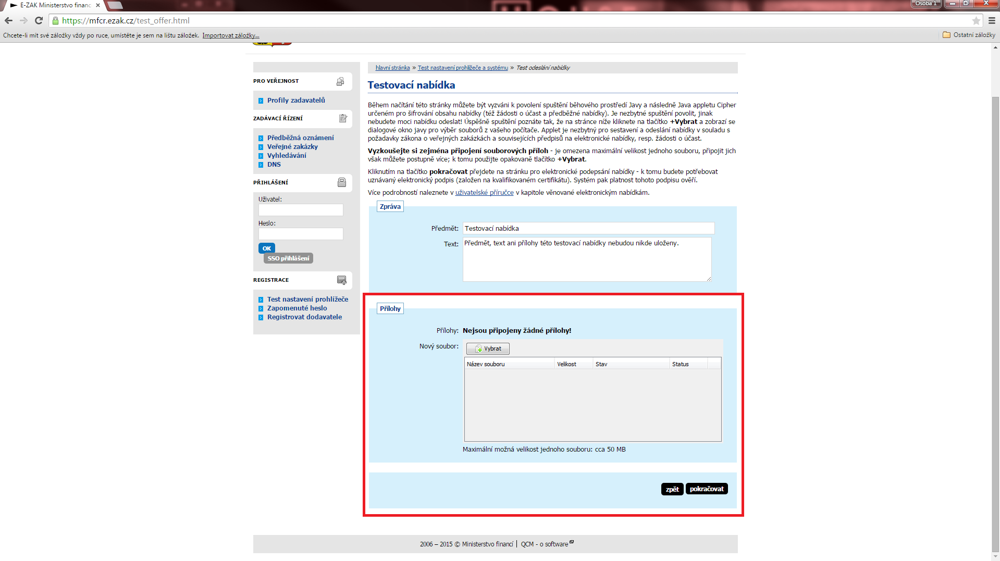 E-ZAK Ministerstvo financ
Osoba 1
https://mfcr.ezak.cz/test_offer.html
Chcete-li mít své záložky vždy po ruce, umístěte je sem na lištu záložek. Importovat záložky...
Ostatní záložky
PRO VEŘEJNOST
Profily zadavatelů
ZADÁVACÍ ŘÍZENÍ
Předběžná oznámení
Veřejné zakázky
Vyhledávání
DNS
PŘIHLÁŠENÍ
Uživatel:
Heslo:
OK
SSO přihlášení
REGISTRACE
Test nastavení prohlížeče
Zapomenuté heslo
Registrovat dodavatele
hlavní stránka » Test nastavení prohlížeče a systému » Test odeslání nabídky
Testovací nabídka
Během načítání této stránky můžete být vyzváni k povolení spuštění běhového prostředí Javy a následně Java appletu Cipher
určeném pro šifrování obsahu nabídky (též žádosti o účast a předběžné nabídky). Je nezbytné spuštění povolit, jinak
nebudete moci nabídku odeslat! Úspěšně spuštění poznáte tak, že na stránce níže kliknete na tlačítko +Vybrat a zobrazí se
dialogové okno javy pro výběr souborů z vašeho počítače. Applet je nezbytný pro sestavení a odeslání nabídky v souladu s
požadavky zákona o veřejných zakázkách a souvisejících předpisů na elektronické nabídky, resp. žádosti o účast.
Vyzkoušejte si zejména připojení souborových příloh - je omezena maximální velikost jednoho souboru, připojit jich
však můžete postupně více; k tomu použijte opakovaně tlačítko +Vybrat.
Kliknutím na tlačítko pokračovat přejdete na stránku pro elektronické podepsání nabídky - k tomu budete potřebovat
uznávaný elektronický podpis (založen na kvalifikovaném certifikátu). Systém pak platnost tohoto podpisu ověří.
Více podrobností naleznete v uživatelské příručce v kapitole věnované elektronickým nabídkám.
Zpráva
Předmět: Testovací nabídka
Text: Předmět, text ani přílohy této testovací nabídky nebudou nikde uloženy.
Přílohy
Přílohy: Nejsou připojeny žádné přílohy!
Nový soubor: Vybrat
Název souboru Velikost Stav Status
Maximální možná velikost jednoho souboru: cca 50 MB
zpět pokračovat
2006 – 2015 © Ministerstvo financí | QCM - o software